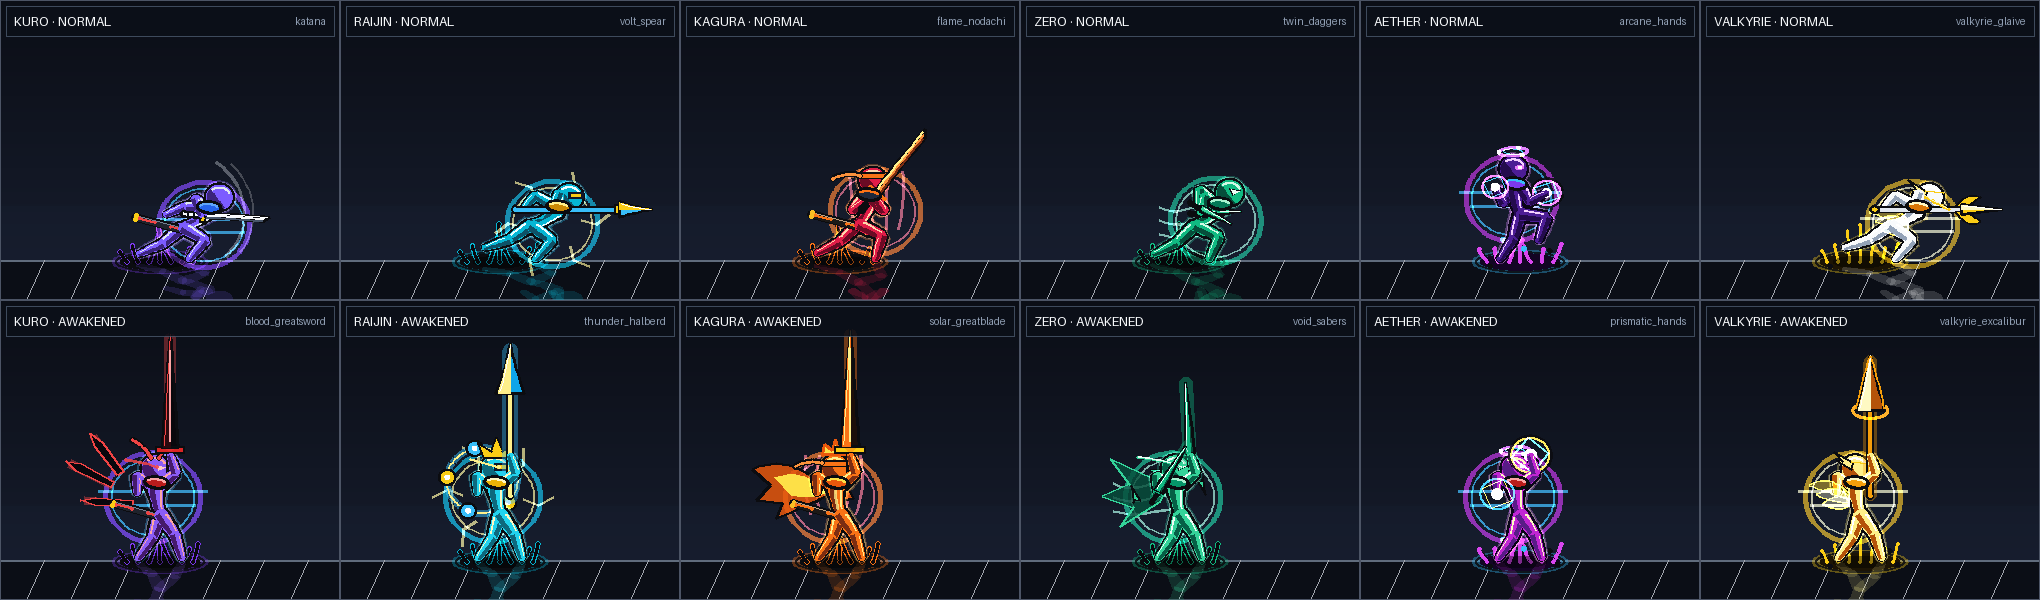 KURO · NORMAL katana
RAIJIN · NORMAL volt_spear
KAGURA · NORMAL flame_nodachi
ZERO · NORMAL twin_daggers
AETHER · NORMAL arcane_hands
VALKYRIE · NORMAL valkyrie_glaive
KURO · AWAKENED blood_greatsword
RAIJIN · AWAKENED thunder_halberd
KAGURA · AWAKENED solar_greatblade
ZERO · AWAKENED void_sabers
AETHER · AWAKENED prismatic_hands
VALKYRIE · AWAKENED valkyrie_excalibur